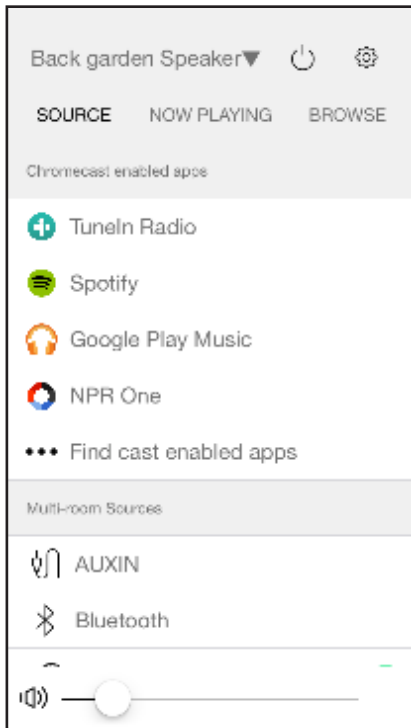 Back garden Speaker▼
SOURCE NOW PLAYING BROWSE
Chromecast enabled apps
TuneIn Radio
Spotify
Google Play Music
NPR One
••• Find cast enabled apps
Multi-room Sources
AUXIN
Bluetooth